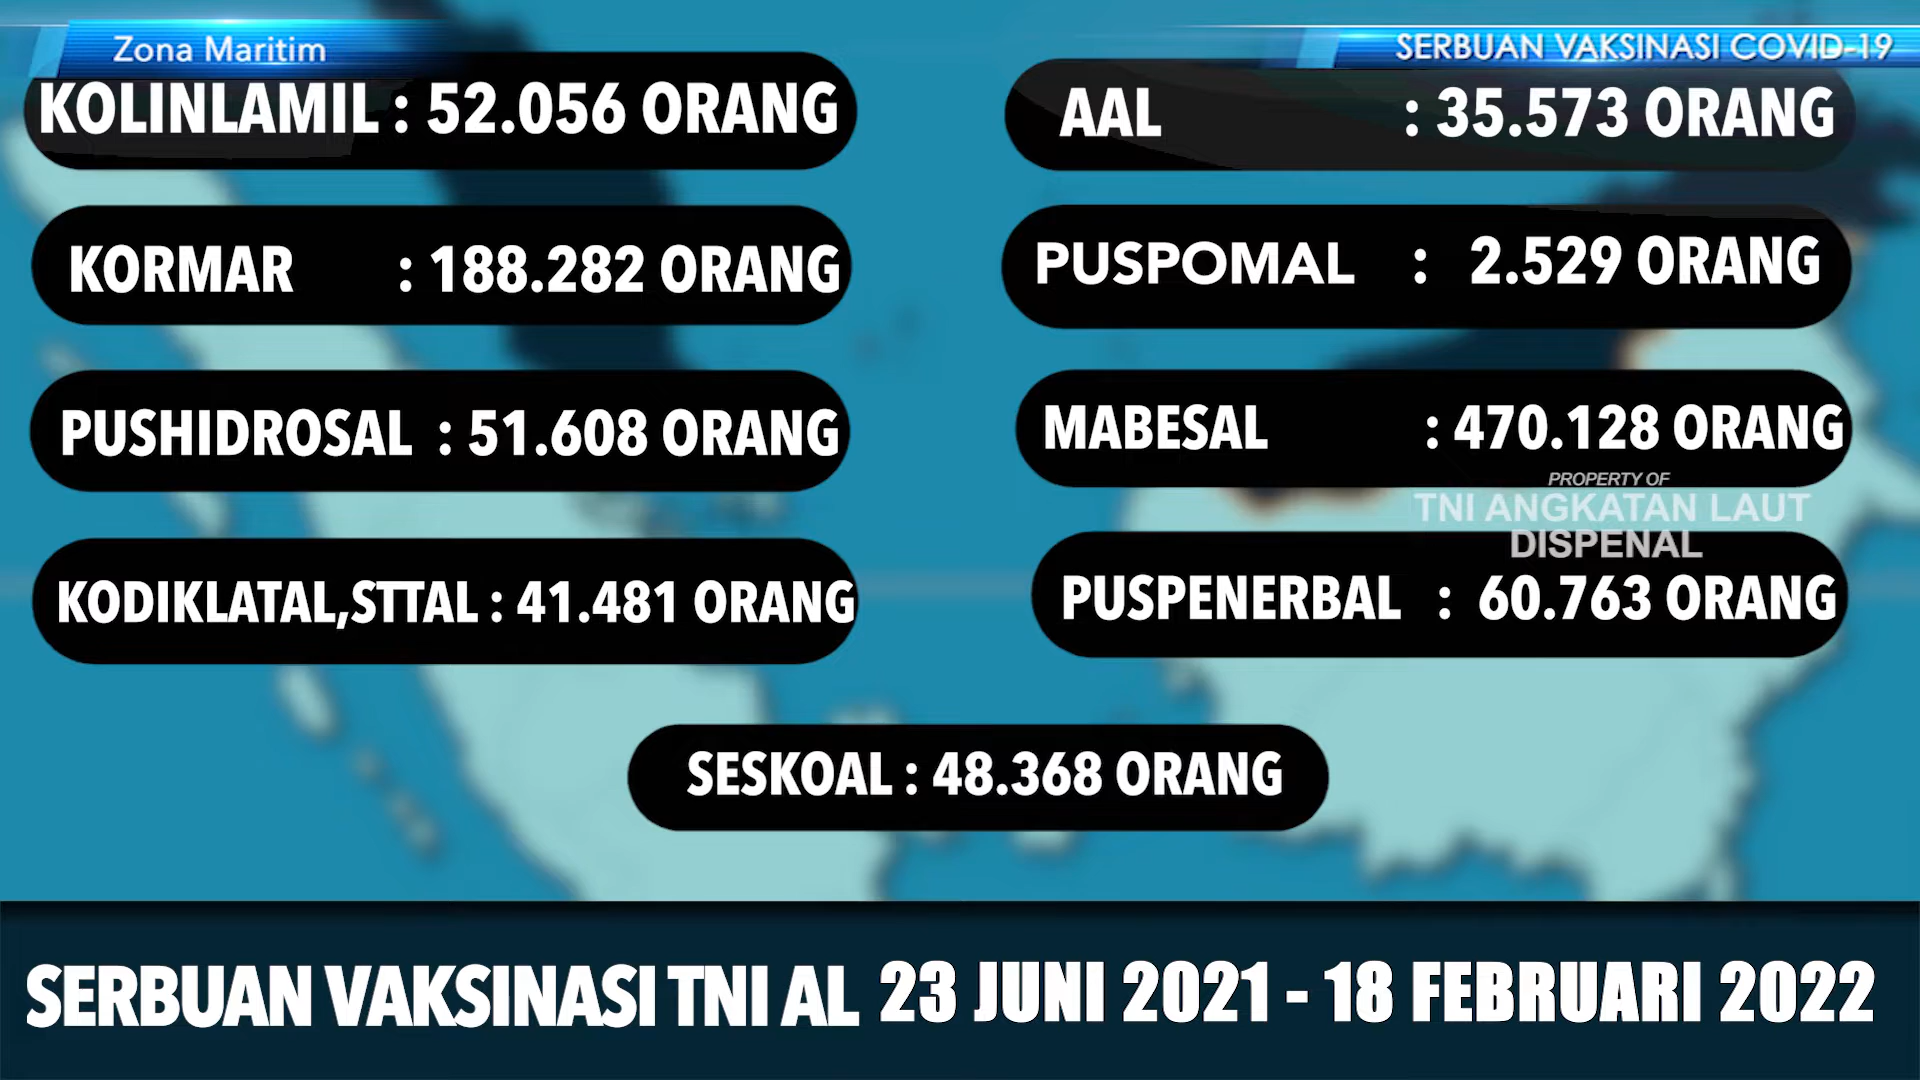 Zona Maritim
SERBUAN VAKSINASI COVID-19
KOLINLAMIL : 52.056 ORANG
AAL : 35.573 ORANG
KORMAR : 188.282 ORANG
PUSPOMAL : 2.529 ORANG
PUSHIDROSAL : 51.608 ORANG
MABESAL : 470.128 ORANG
PROPERTY OF
TNI ANGKATAN LAUT
DISPENAL
KODIKLATAL,STTAL : 41.481 ORANG
PUSPENERBAL : 60.763 ORANG
SESKOAL : 48.368 ORANG
SERBUAN VAKSINASI TNI AL 23 JUNI 2021 - 18 FEBRUARI 2022